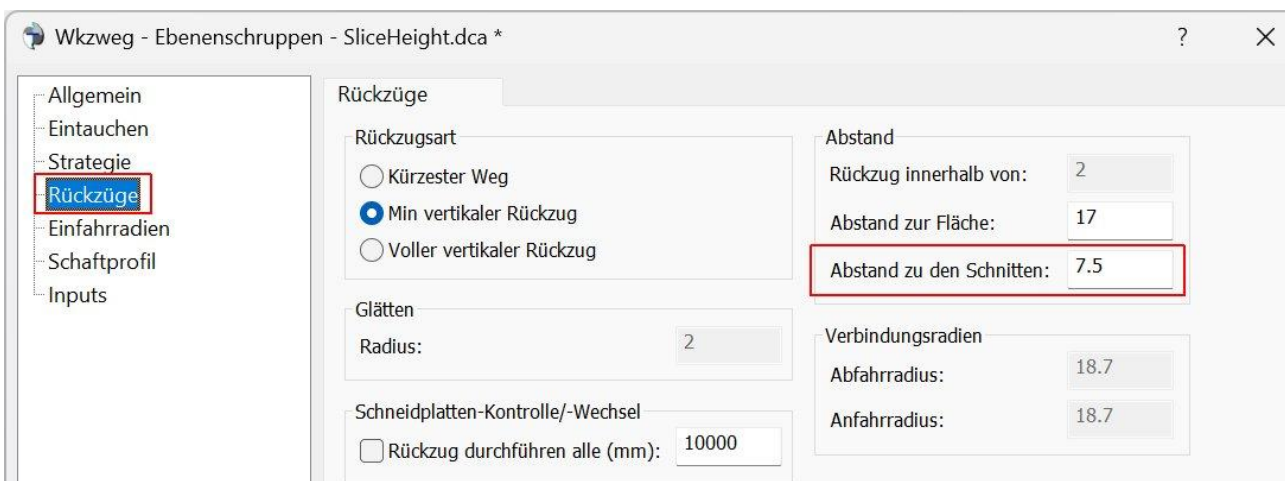 Wkzweg - Ebenenschruppen - SliceHeight.dca *
?
Allgemein
Eintauchen
Strategie
Rückzüge
Einfahrradien
Schaftprofil
Inputs
Rückzüge
Rückzugsart
Kürzester Weg
Min vertikaler Rückzug
Voller vertikaler Rückzug
Glätten
Radius: 2
Schneidplatten-Kontrolle/-Wechsel
Rückzug durchführen alle (mm): 10000
Abstand
Rückzug innerhalb von: 2
Abstand zur Fläche: 17
Abstand zu den Schnitten: 7.5
Verbindungsradien
Abfahrradius: 18.7
Anfahrradius: 18.7